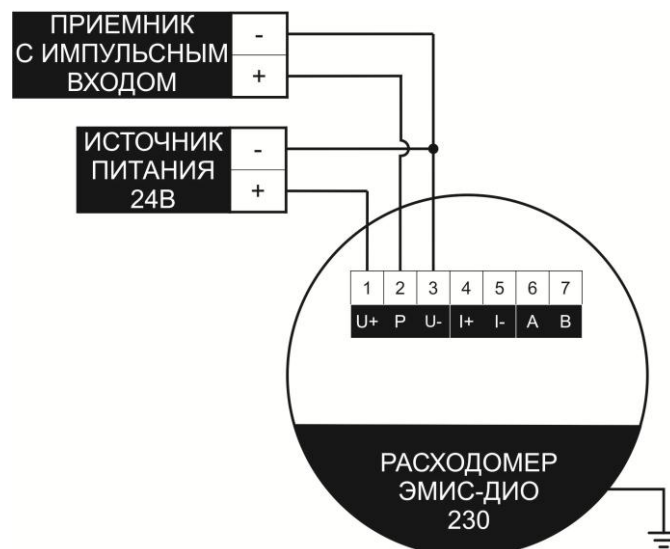 ПРИЕМНИК
С ИМПУЛЬСНЫМ
ВХОДОМ
-
+
ИСТОЧНИК
ПИТАНИЯ
24В
-
+
1 2 3 4 5 6 7
U+ P U- I+ I- A B
РАСХОДОМЕР
ЭМИС-ДИО
230